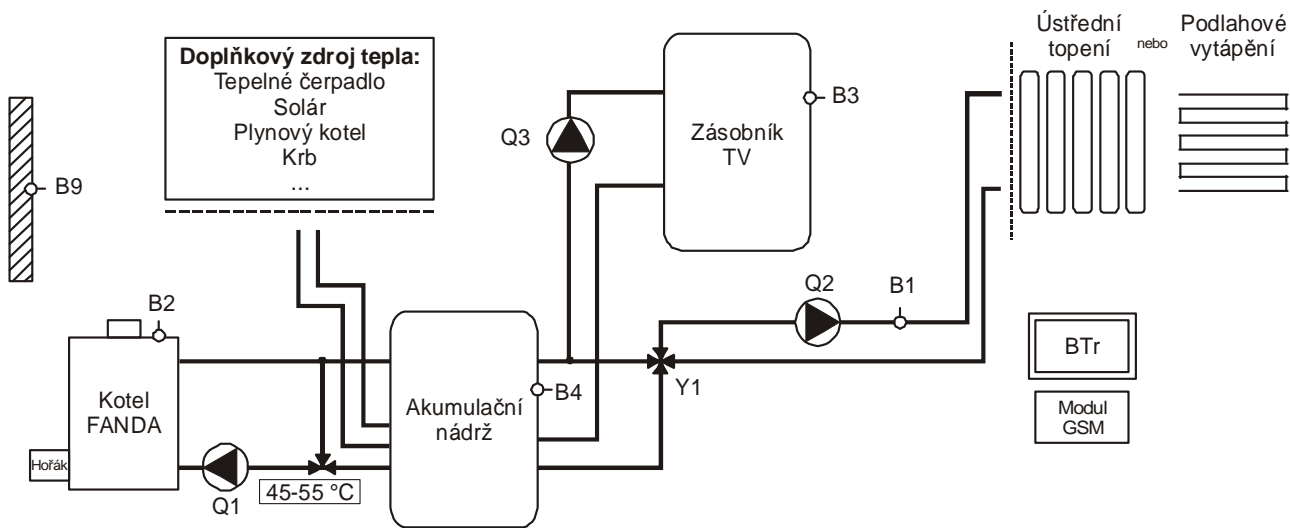 Doplňkový zdroj tepla:
Tepelné čerpadlo
Solár
Plynový kotel
Krb
...
Ústřední
topení
nebo
Podlahové
vytápění
B3
Q3
Zásobník
TV
B9
Q2
B1
B2
BTr
Y1
B4
Kotel
FANDA
Akumulační
nádrž
Modul
GSM
Hořák
Q1
45-55 °C